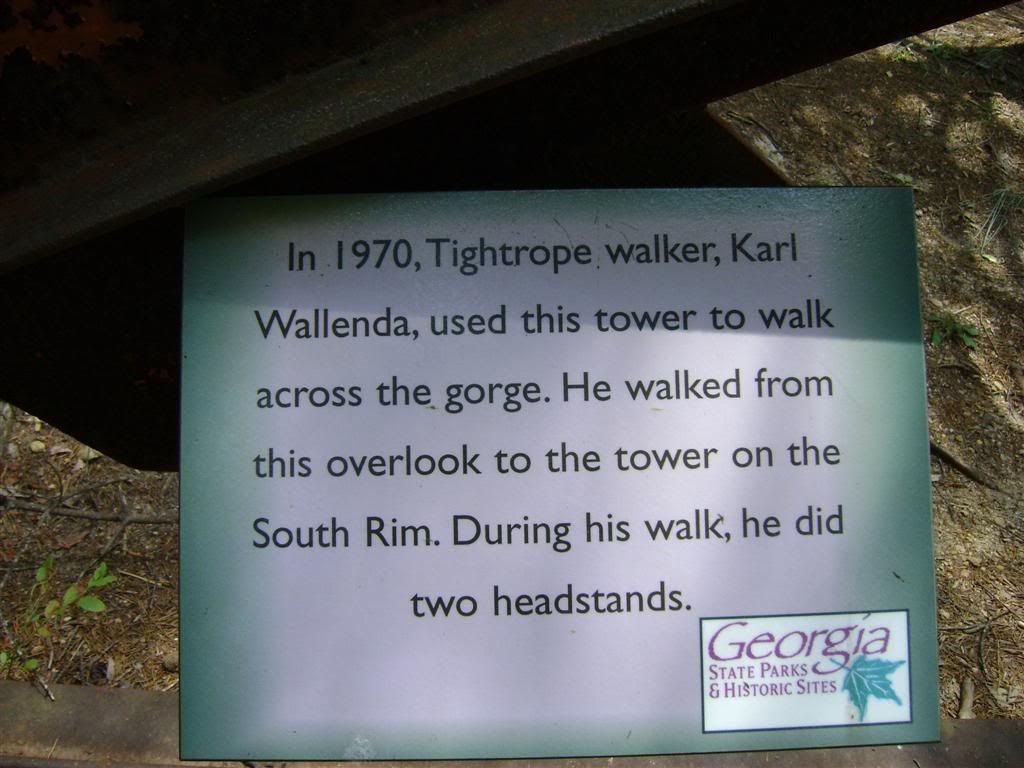 In 1970, Tightrope walker, Karl
Wallenda, used this tower to walk
across the gorge. He walked from
this overlook to the tower on the
South Rim. During his walk, he did
two headstands.
Georgia
STATE PARKS
& HISTORIC SITES